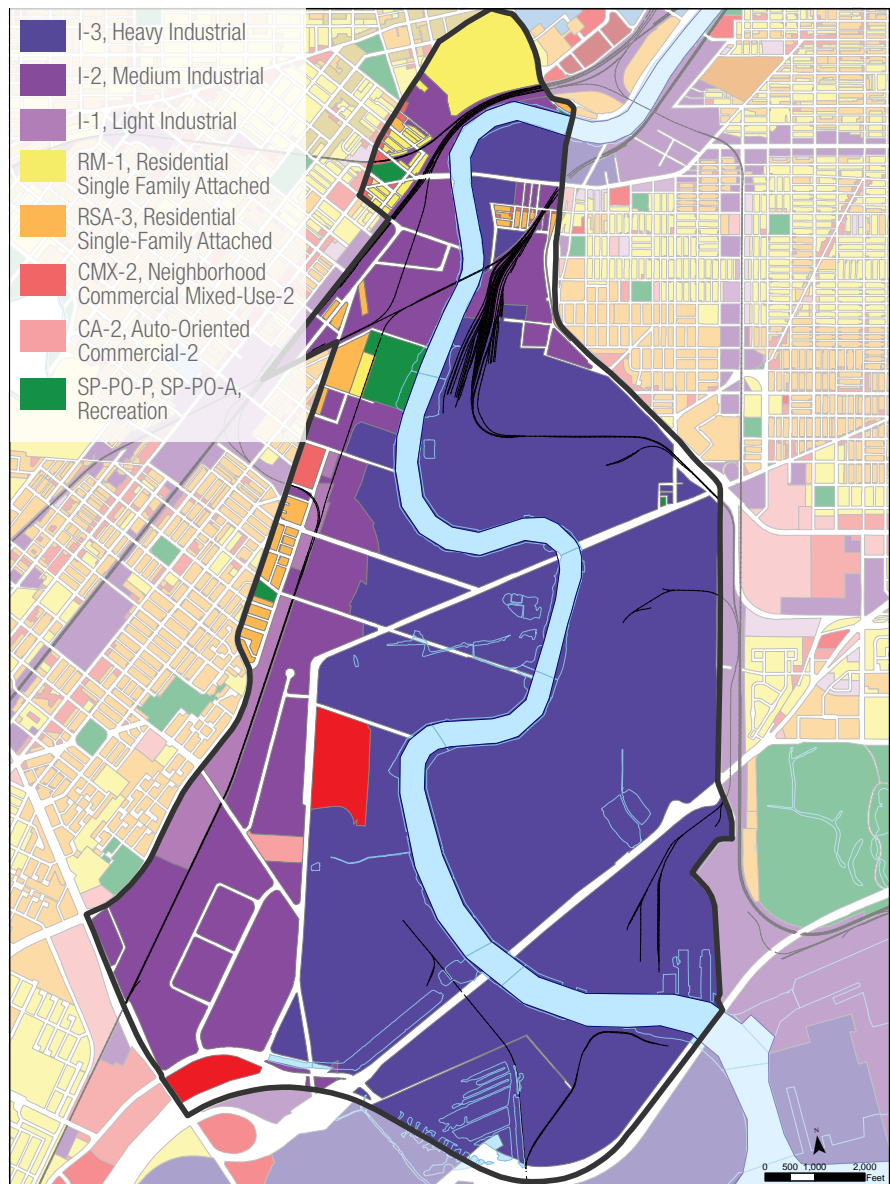 I-3, Heavy Industrial
I-2, Medium Industrial
I-1, Light Industrial
RM-1, Residential
Single Family Attached
RSA-3, Residential
Single-Family Attached
CMX-2, Neighborhood
Commercial Mixed-Use-2
CA-2, Auto-Oriented
Commercial-2
SP-PO-P, SP-PO-A,
Recreation
N
0 500 1,000 2,000
Feet